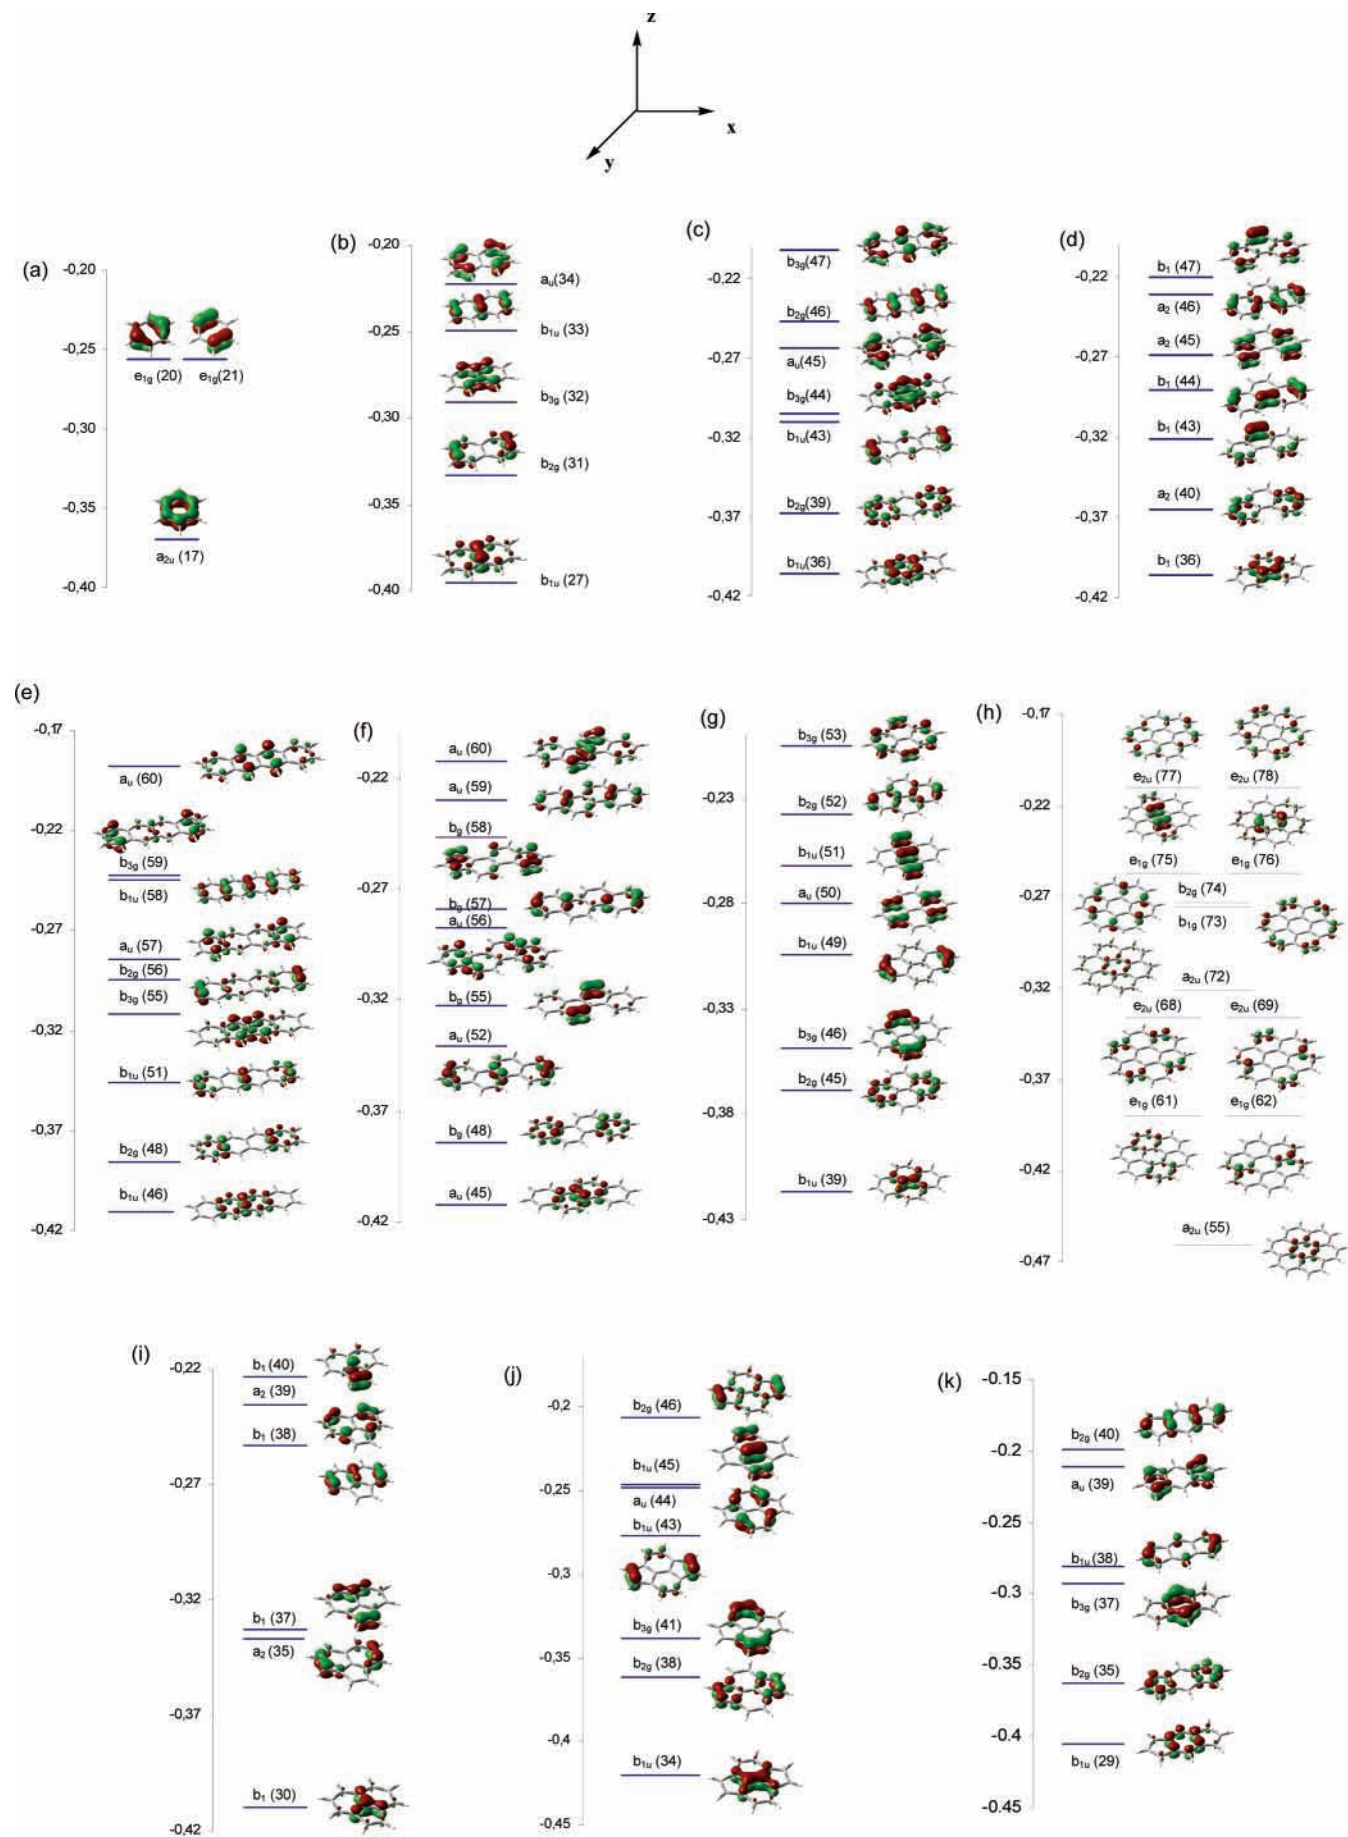 z
x
y
(a)
-0,20
-0,25
e1g (20) e1g(21)
-0,30
-0,35
a2u (17)
-0,40
(b)
-0,20
au(34)
-0,25
b1u (33)
-0,30
b3g (32)
b2g (31)
-0,35
b1u (27)
-0,40
(c)
b3g(47)
-0,22
b2g(46)
-0,27
au(45)
b3g(44)
-0,32
b1u(43)
b2g(39)
-0,37
b1u(36)
-0,42
(d)
b1 (47)
-0,22
a2 (46)
a2 (45)
-0,27
b1 (44)
b1 (43)
-0,32
a2 (40)
-0,37
b1 (36)
-0,42
(e)
-0,17
au (60)
-0,22
b3g (59)
b1u (58)
-0,27
au (57)
b2g (56)
b3g (55)
-0,32
b1u (51)
-0,37
b2g (48)
b1u (46)
-0,42
(f)
au (60)
-0,22
au (59)
bg (58)
-0,27
bg (57)
au (56)
bg (55)
-0,32
au (52)
-0,37
bg (48)
au (45)
-0,42
(g)
b3g (53)
-0,23
b2g (52)
b1u (51)
au (50)
-0,28
b1u (49)
-0,33
b3g (46)
b2g (45)
-0,38
b1u (39)
-0,43
(h)
-0,17
e2u (77) e2u (78)
-0,22
e1g (75) e1g (76)
b2g (74)
-0,27
b1g (73)
a2u (72)
-0,32
e2u (68) e2u (69)
-0,37
e1g (61) e1g (62)
-0,42
a2u (55)
-0,47
(i)
b1 (40)
-0,22
a2 (39)
b1 (38)
-0,27
-0,32
b1 (37)
a2 (35)
-0,37
b1 (30)
-0,42
(j)
b2g (46)
-0,2
b1u (45)
-0,25
au (44)
b1u (43)
-0,3
b3g (41)
-0,35
b2g (38)
-0,4
b1u (34)
-0,45
(k)
-0.15
b2g (40)
-0.2
au (39)
-0.25
b1u (38)
-0.3
b3g (37)
-0.35
b2g (35)
-0.4
b1u (29)
-0.45